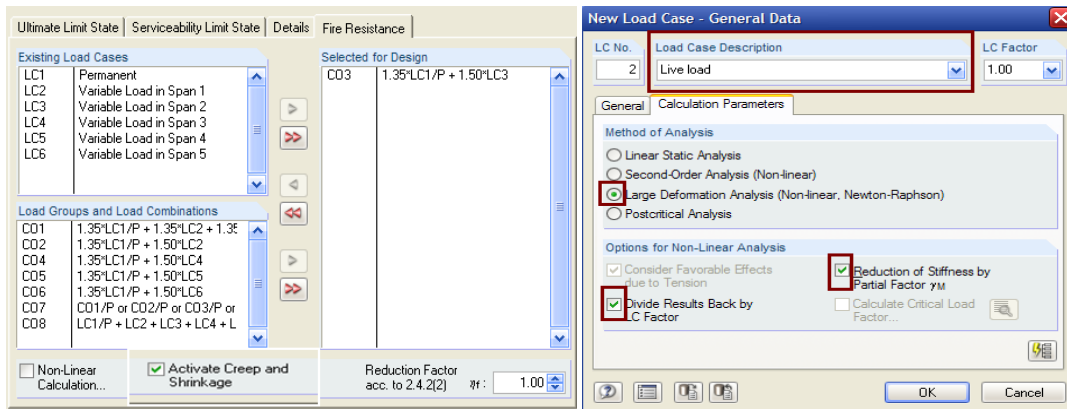 Ultimate Limit State Serviceability Limit State Details Fire Resistance
Existing Load Cases
LC1 Permanent
LC2 Variable Load in Span 1
LC3 Variable Load in Span 2
LC4 Variable Load in Span 3
LC5 Variable Load in Span 4
LC6 Variable Load in Span 5
Load Groups and Load Combinations
CO1 1.35*LC1/P + 1.35*LC2 + 1.35
CO2 1.35*LC1/P + 1.50*LC2
CO4 1.35*LC1/P + 1.50*LC4
CO5 1.35*LC1/P + 1.50*LC5
CO6 1.35*LC1/P + 1.50*LC6
CO7 CO1/P or CO2/P or CO3/P or
CO8 LC1/P + LC2 + LC3 + LC4 + L
Selected for Design
CO3 1.35*LC1/P + 1.50*LC3
Non-Linear
Calculation...
Activate Creep and
Shrinkage
Reduction Factor
acc. to 2.4.2(2) ηf : 1.00
New Load Case - General Data
LC No.
2
Load Case Description
Live load
LC Factor
1.00
General Calculation Parameters
Method of Analysis
Linear Static Analysis
Second-Order Analysis (Non-linear)
Large Deformation Analysis (Non-linear, Newton-Raphson)
Postcritical Analysis
Options for Non-Linear Analysis
Consider Favorable Effects
due to Tension
Divide Results Back by
LC Factor
Reduction of Stiffness by
Partial Factor γM
Calculate Critical Load
Factor...
OK Cancel